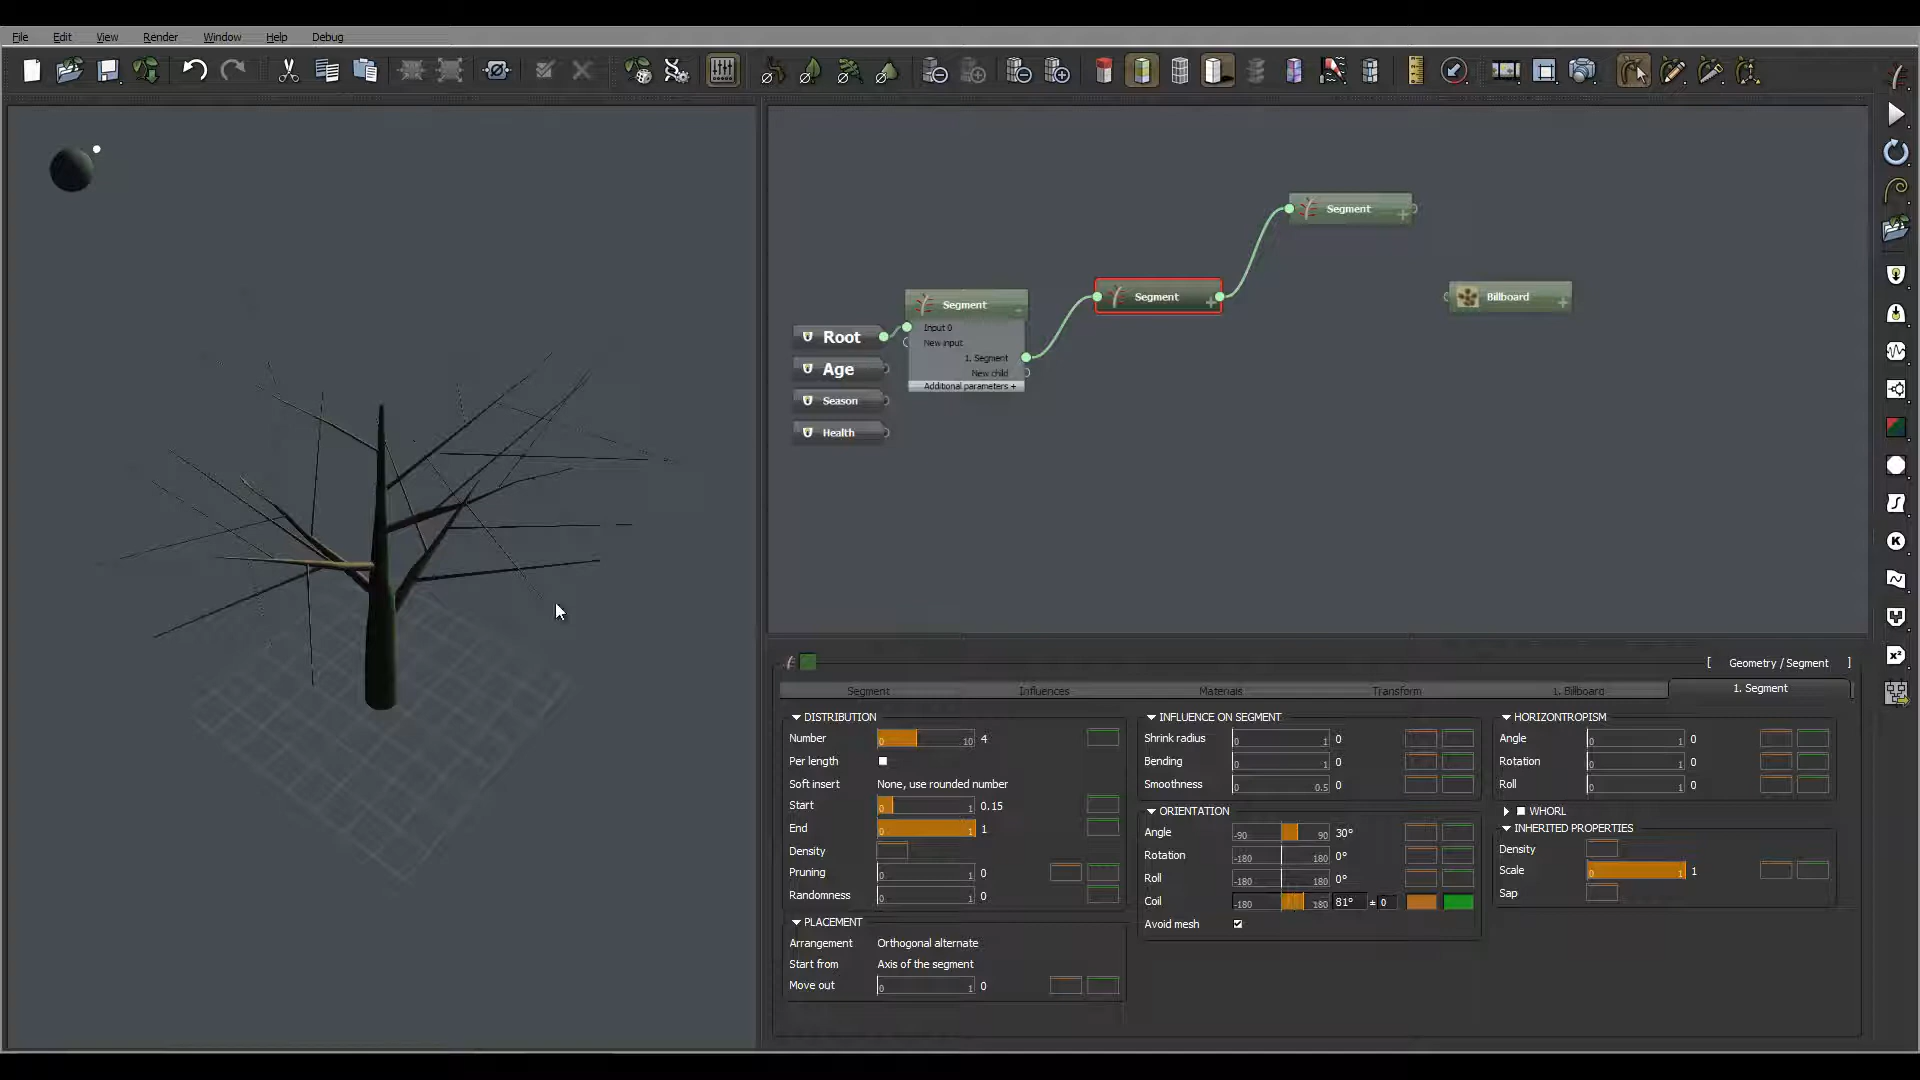 File Edit View Render Window Help Debug
Segment
Segment
Segment
Billboard
Root
Age
Season
Health
Input 0
New input
1. Segment
New child
Additional parameters +
[ Geometry / Segment ]
Segment Influences Materials Transform 1. Billboard 1. Segment
DISTRIBUTION
Number 0 10 4
Per length
Soft insert None, use rounded number
Start 0 1 0.15
End 0 1 1
Density
Pruning 0 1 0
Randomness 0 1 0
PLACEMENT
Arrangement Orthogonal alternate
Start from Axis of the segment
Move out 0 1 0
INFLUENCE ON SEGMENT
Shrink radius 0 1 0
Bending 0 1 0
Smoothness 0 0.5 0
ORIENTATION
Angle -90 90 30°
Rotation -180 180 0°
Roll -180 180 0°
Coil -180 180 81° ± 0
Avoid mesh
HORIZONTROPISM
Angle 0 1 0
Rotation 0 1 0
Roll 0 1 0
WHORL
INHERITED PROPERTIES
Density
Scale 0 1 1
Sap
K
x²